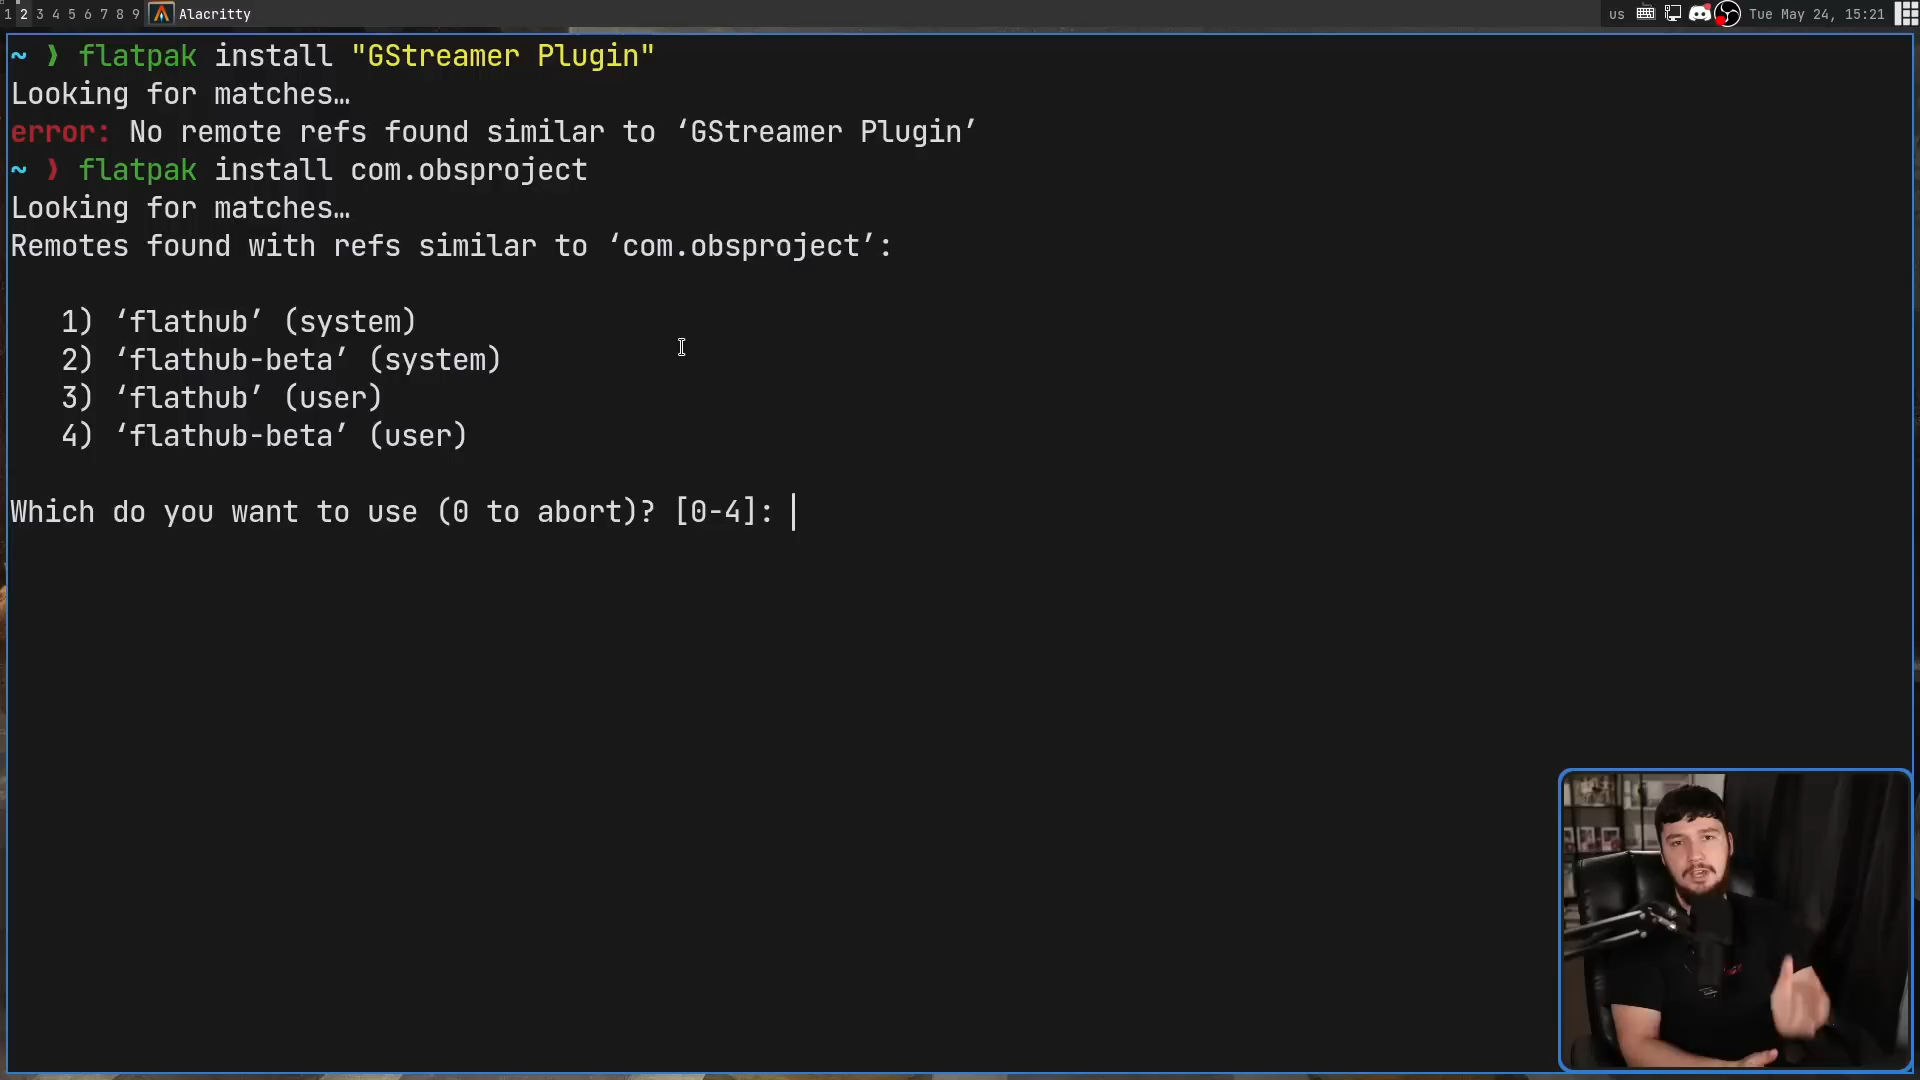 1 2 3 4 5 6 7 8 9 Alacritty
us Tue May 24, 15:21
~ ❯ flatpak install "GStreamer Plugin"
Looking for matches…
error: No remote refs found similar to ‘GStreamer Plugin’
~ ❯ flatpak install com.obsproject
Looking for matches…
Remotes found with refs similar to ‘com.obsproject’:
1) ‘flathub’ (system)
2) ‘flathub-beta’ (system)
3) ‘flathub’ (user)
4) ‘flathub-beta’ (user)
Which do you want to use (0 to abort)? [0-4]: